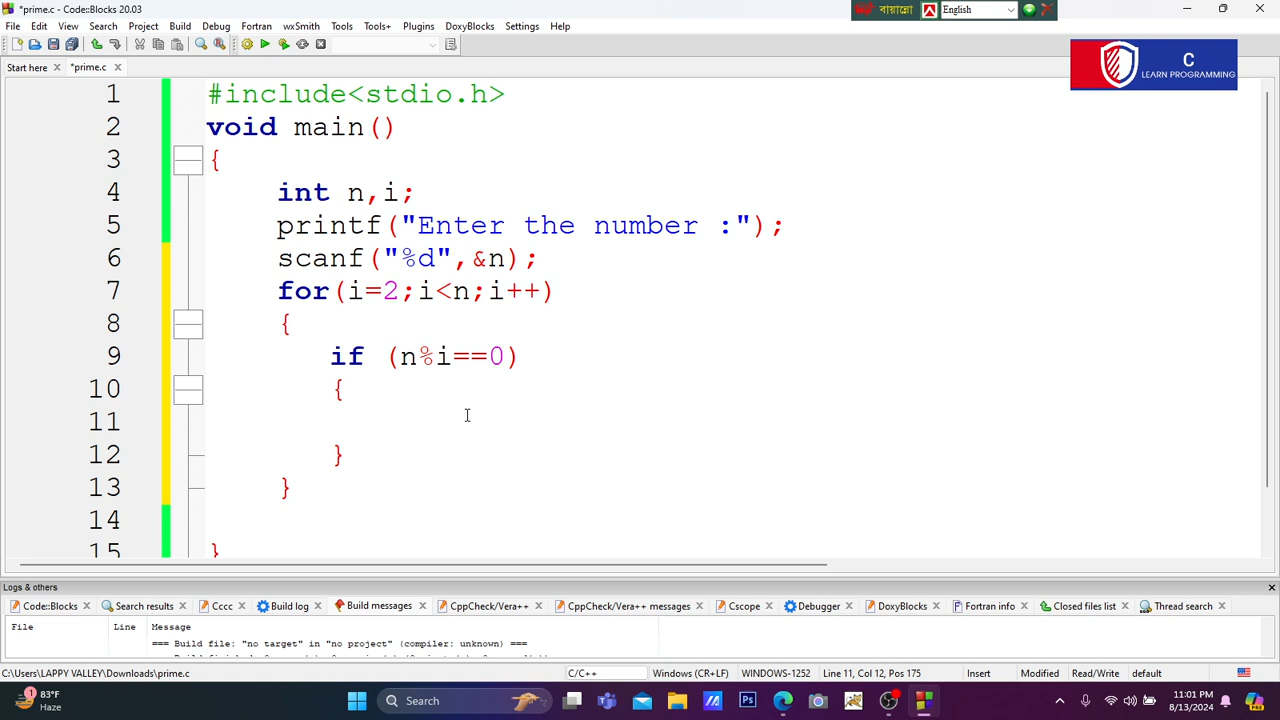 *prime.c - Code::Blocks 20.03
বায়ান্নো English
File Edit View Search Project Build Debug Fortran wxSmith Tools Tools+ Plugins DoxyBlocks Settings Help
Start here *prime.c
C
LEARN PROGRAMMING
1 #include<stdio.h>
2 void main()
3 {
4 int n,i;
5 printf("Enter the number :");
6 scanf("%d",&n);
7 for(i=2;i<n;i++)
8 {
9 if (n%i==0)
10 {
11
12 }
13 }
14
15 }
Logs & others
Code::Blocks Search results Cccc Build log Build messages CppCheck/Vera++ CppCheck/Vera++ messages Cscope Debugger DoxyBlocks Fortran info Closed files list Thread search
File Line Message
=== Build file: "no target" in "no project" (compiler: unknown) ===
C:\Users\LAPPY VALLEY\Downloads\prime.c C/C++ Windows (CR+LF) WINDOWS-1252 Line 11, Col 12, Pos 175 Insert Modified Read/Write default
83°F
Haze
Search
11:01 PM
8/13/2024